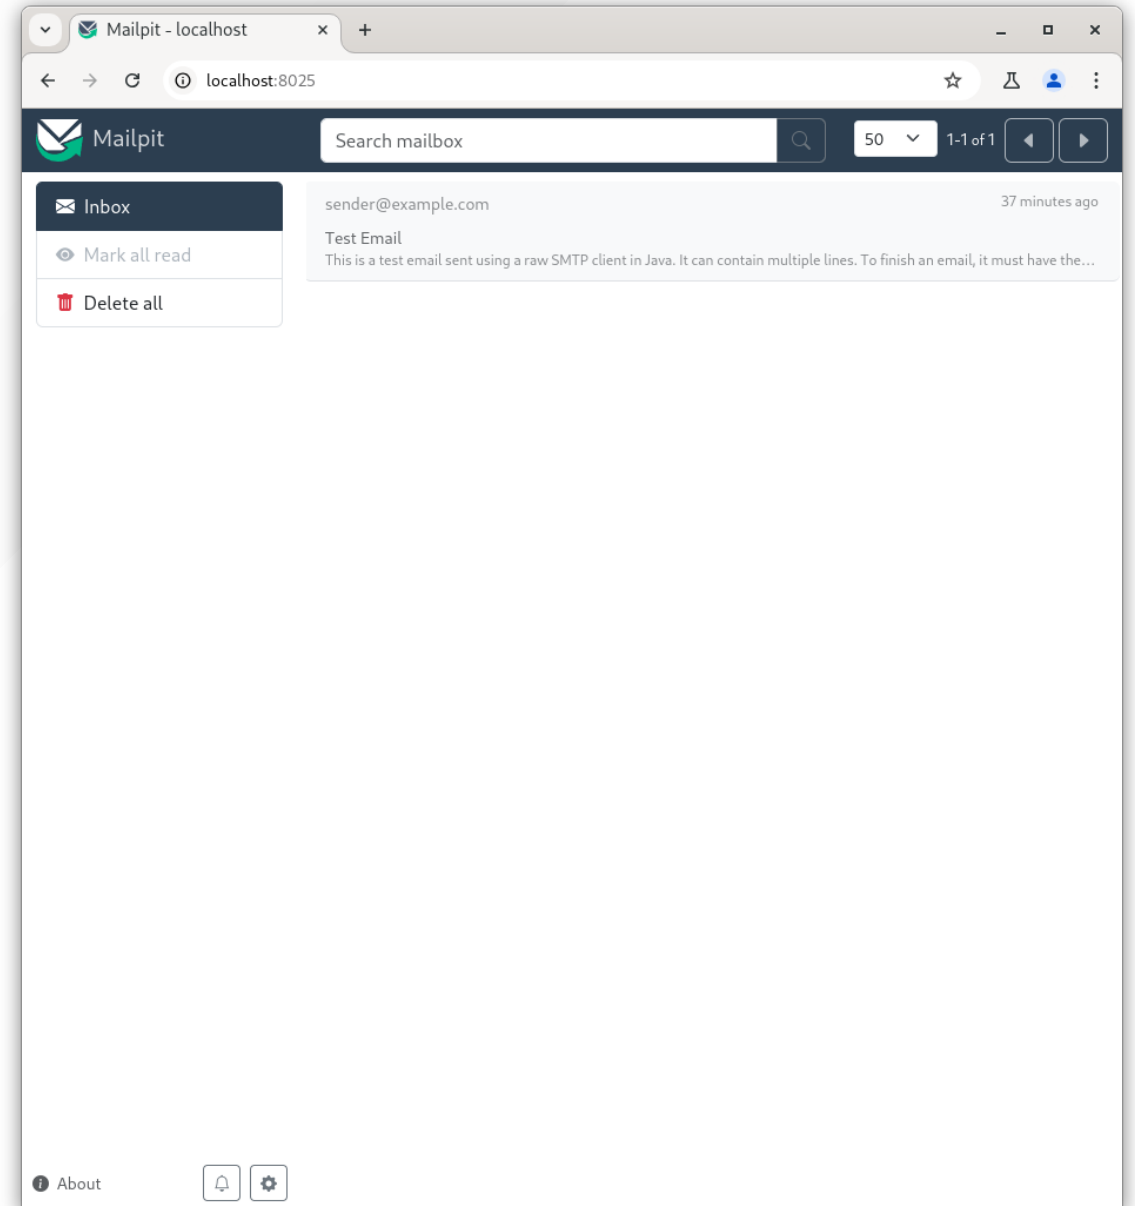 Mailpit - localhost
localhost:8025
Mailpit
Search mailbox
50
1-1 of 1
Inbox
Mark all read
Delete all
sender@example.com
37 minutes ago
Test Email
This is a test email sent using a raw SMTP client in Java. It can contain multiple lines. To finish an email, it must have the...
About